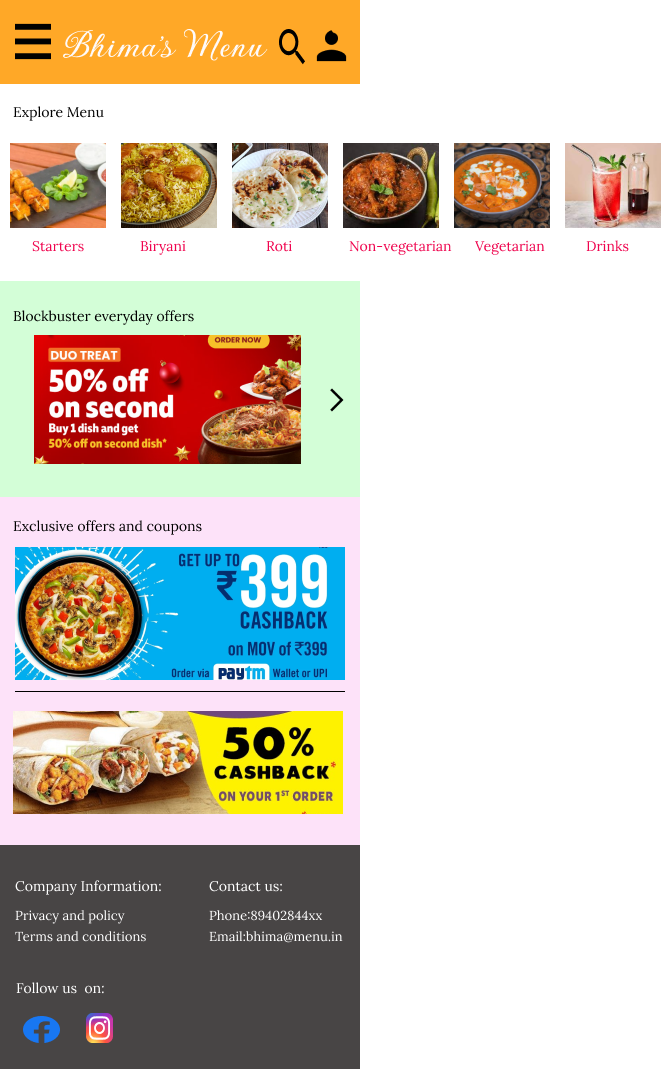 Bhima's Menu
Explore Menu
Starters Biryani Roti Non-vegetarian Vegetarian Drinks
Blockbuster everyday offers
ORDER NOW
DUO TREAT
50% off
on second
Buy 1 dish and get
50% off on second dish*
Exclusive offers and coupons
GET UP TO
₹399
CASHBACK
on MOV of ₹399
Order via paytm Wallet or UPI
50%
CASHBACK*
ON YOUR 1ST ORDER
Company Information:
Privacy and policy
Terms and conditions
Contact us:
Phone:89402844xx
Email:bhima@menu.in
Follow us on: